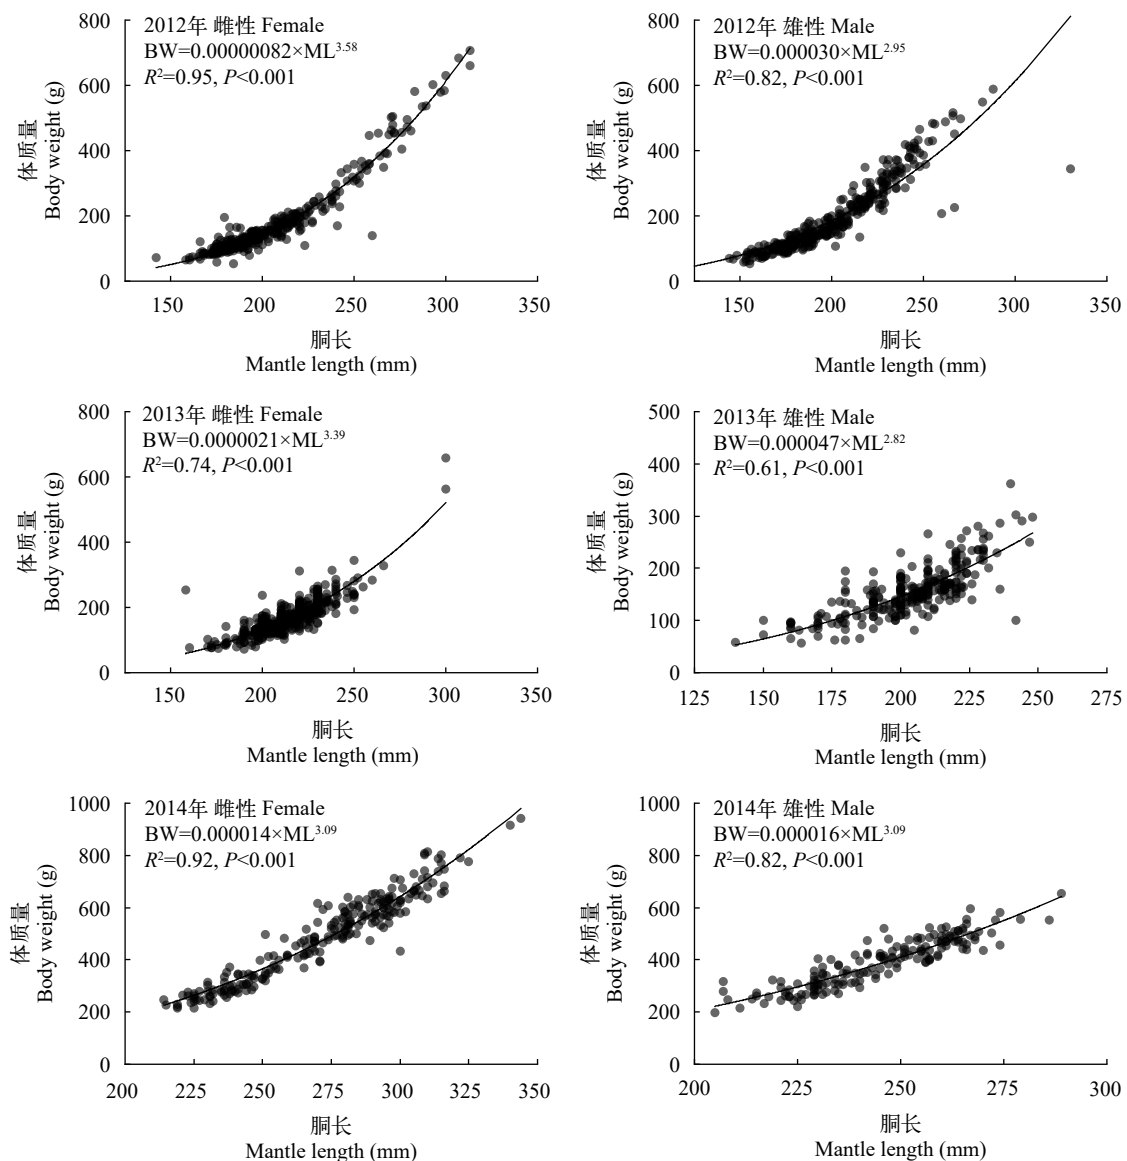 2012年 雌性 Female
BW=0.00000082×ML^3.58
R²=0.95, P<0.001
800
600
400
200
0
体质量
Body weight (g)
150 200 250 300 350
胴长
Mantle length (mm)
2012年 雄性 Male
BW=0.000030×ML^2.95
R²=0.82, P<0.001
800
600
400
200
0
体质量
Body weight (g)
150 200 250 300 350
胴长
Mantle length (mm)
2013年 雌性 Female
BW=0.0000021×ML^3.39
R²=0.74, P<0.001
800
600
400
200
0
体质量
Body weight (g)
150 200 250 300 350
胴长
Mantle length (mm)
2013年 雄性 Male
BW=0.000047×ML^2.82
R²=0.61, P<0.001
500
400
300
200
100
0
体质量
Body weight (g)
125 150 175 200 225 250 275
胴长
Mantle length (mm)
2014年 雌性 Female
BW=0.000014×ML^3.09
R²=0.92, P<0.001
1000
800
600
400
200
0
体质量
Body weight (g)
200 225 250 275 300 325 350
胴长
Mantle length (mm)
2014年 雄性 Male
BW=0.000016×ML^3.09
R²=0.82, P<0.001
1000
800
600
400
200
0
体质量
Body weight (g)
200 225 250 275 300
胴长
Mantle length (mm)